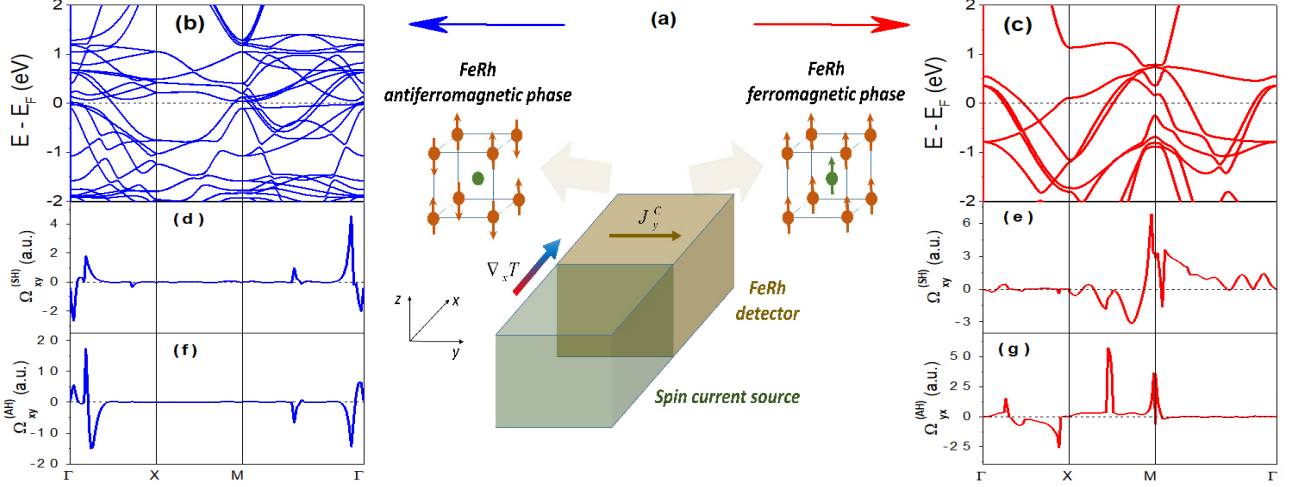 (b)
2
1
0
-1
-2
E - E_F (eV)
(d)
4
2
0
-2
Ω_xy^(SH) (a.u.)
(f)
20
10
0
-10
-20
Ω_xy^(AH) (a.u.)
Γ X M Γ
(a)
FeRh
antiferromagnetic phase
FeRh
ferromagnetic phase
J_y^C
∇_x T
z
x
y
FeRh
detector
Spin current source
(c)
2
1
0
-1
-2
E - E_F (eV)
(e)
6
3
0
-3
Ω_xy^(SH) (a.u.)
(g)
50
25
0
-25
Ω_yx^(AH) (a.u.)
Γ X M Γ